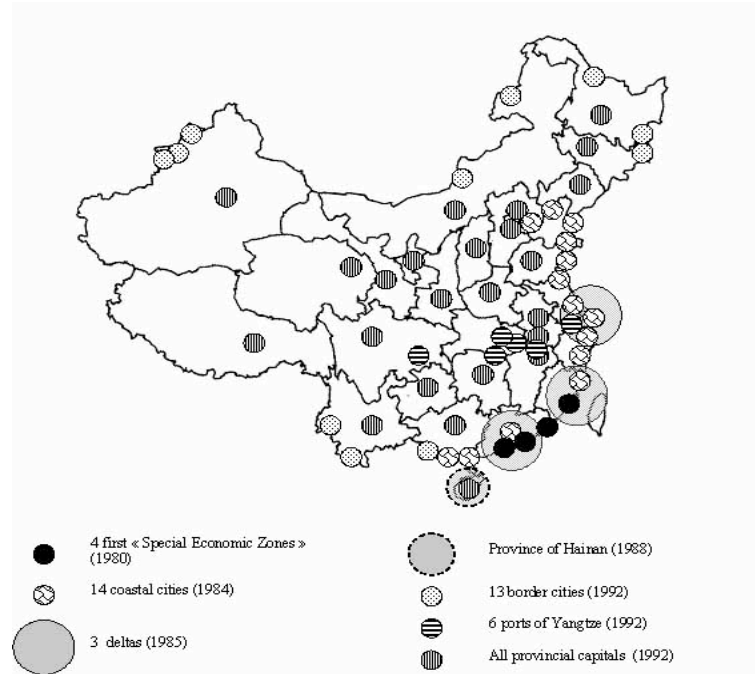 4 first « Special Economic Zones »
(1980)
14 coastal cities (1984)
3 deltas (1985)
Province of Hainan (1988)
13 border cities (1992)
6 ports of Yangtze (1992)
All provincial capitals (1992)